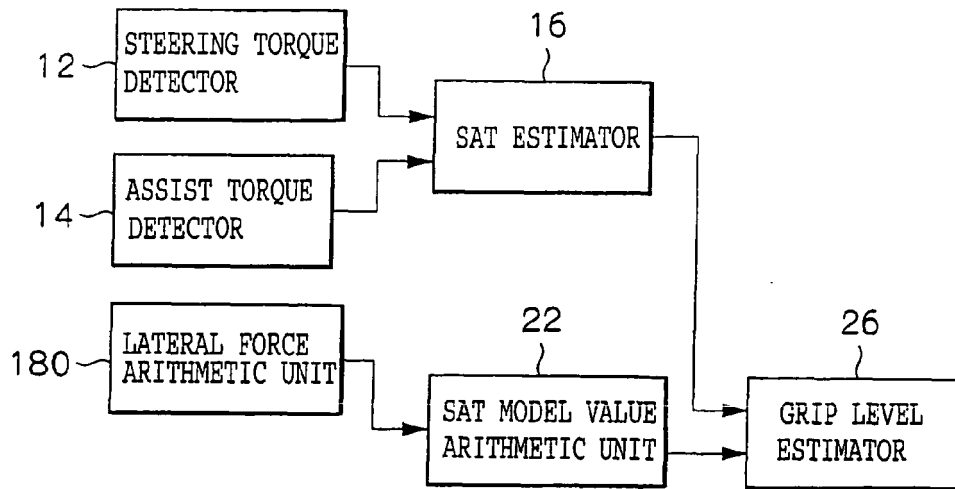 12
STEERING TORQUE
DETECTOR
16
SAT ESTIMATOR
14
ASSIST TORQUE
DETECTOR
180
LATERAL FORCE
ARITHMETIC UNIT
22
SAT MODEL VALUE
ARITHMETIC UNIT
26
GRIP LEVEL
ESTIMATOR